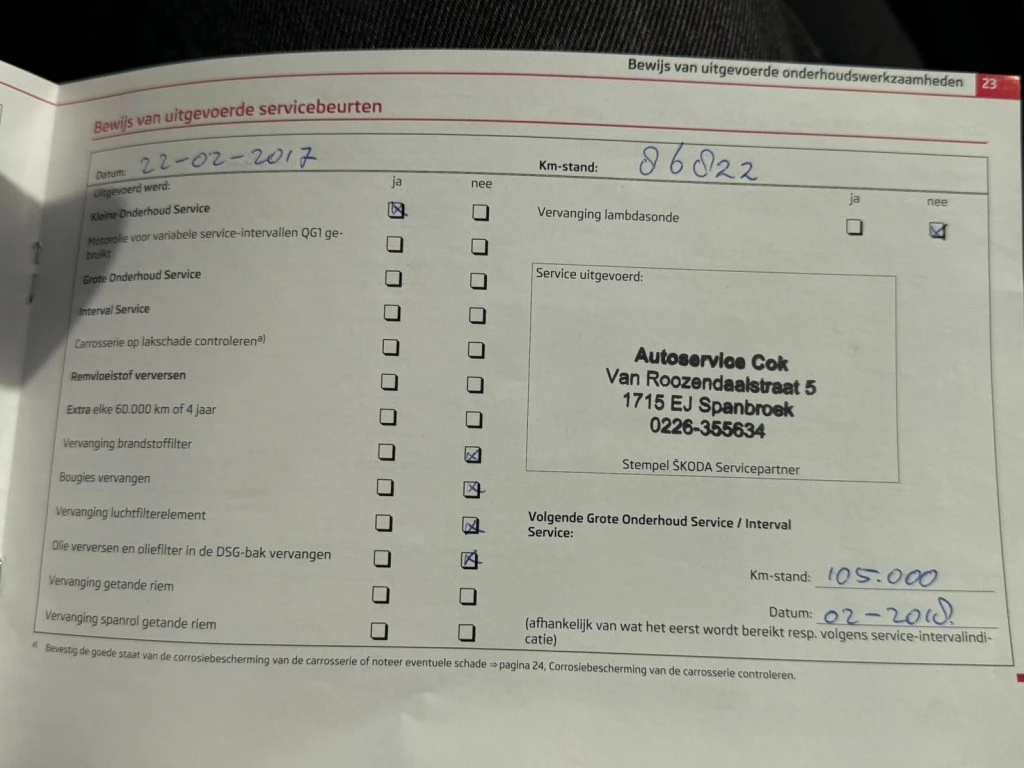 Bewijs van uitgevoerde onderhoudswerkzaamheden 23
Bewijs van uitgevoerde servicebeurten
Datum: 22-02-2017
Km-stand: 86822
Uitgevoerd werd:
ja nee
ja nee
Kleine Onderhoud Service
Vervanging lambdasonde
Motorolie voor variabele service-intervallen QG1 ge-
bruikt
Grote Onderhoud Service
Interval Service
Carrosserie op lakschade controleren a)
Remvloeistof verversen
Extra elke 60.000 km of 4 jaar
Vervanging brandstoffilter
Bougies vervangen
Vervanging luchtfilterelement
Olie verversen en oliefilter in de DSG-bak vervangen
Vervanging getande riem
Vervanging spanrol getande riem
Service uitgevoerd:
Autoservice Cok
Van Roozendaalstraat 5
1715 EJ Spanbroek
0226-355634
Stempel ŠKODA Servicepartner
Volgende Grote Onderhoud Service / Interval
Service:
Km-stand: 105.000
Datum: 02-2018
(afhankelijk van wat het eerst wordt bereikt resp. volgens service-intervalindi-
catie)
a) Bevestig de goede staat van de corrosiebescherming van de carrosserie of noteer eventuele schade ⇒ pagina 24, Corrosiebescherming van de carrosserie controleren.